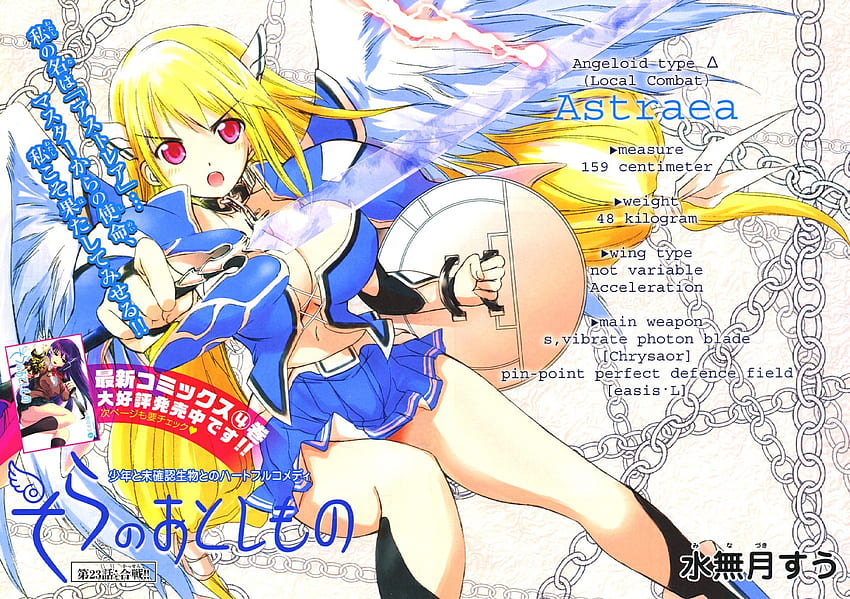 私の名は「アストレア」…
マスターからの使命、
私こそ果たしてみせる!!
Angeloid type Δ
(Local Combat)
Astraea
▶measure
159 centimeter
▶weight
48 kilogram
▶wing type
not variable
Acceleration
▶main weapon
s,vibrate photon blade
[Chrysaor]
pin-point perfect defence field
[easis·L]
最新コミックス④巻
大好評発売中です!!
次ページも要チェック♥
少年と未確認生物とのハートフルコメディ
そらのおとしもの
第23話:合戦!!
水無月すう